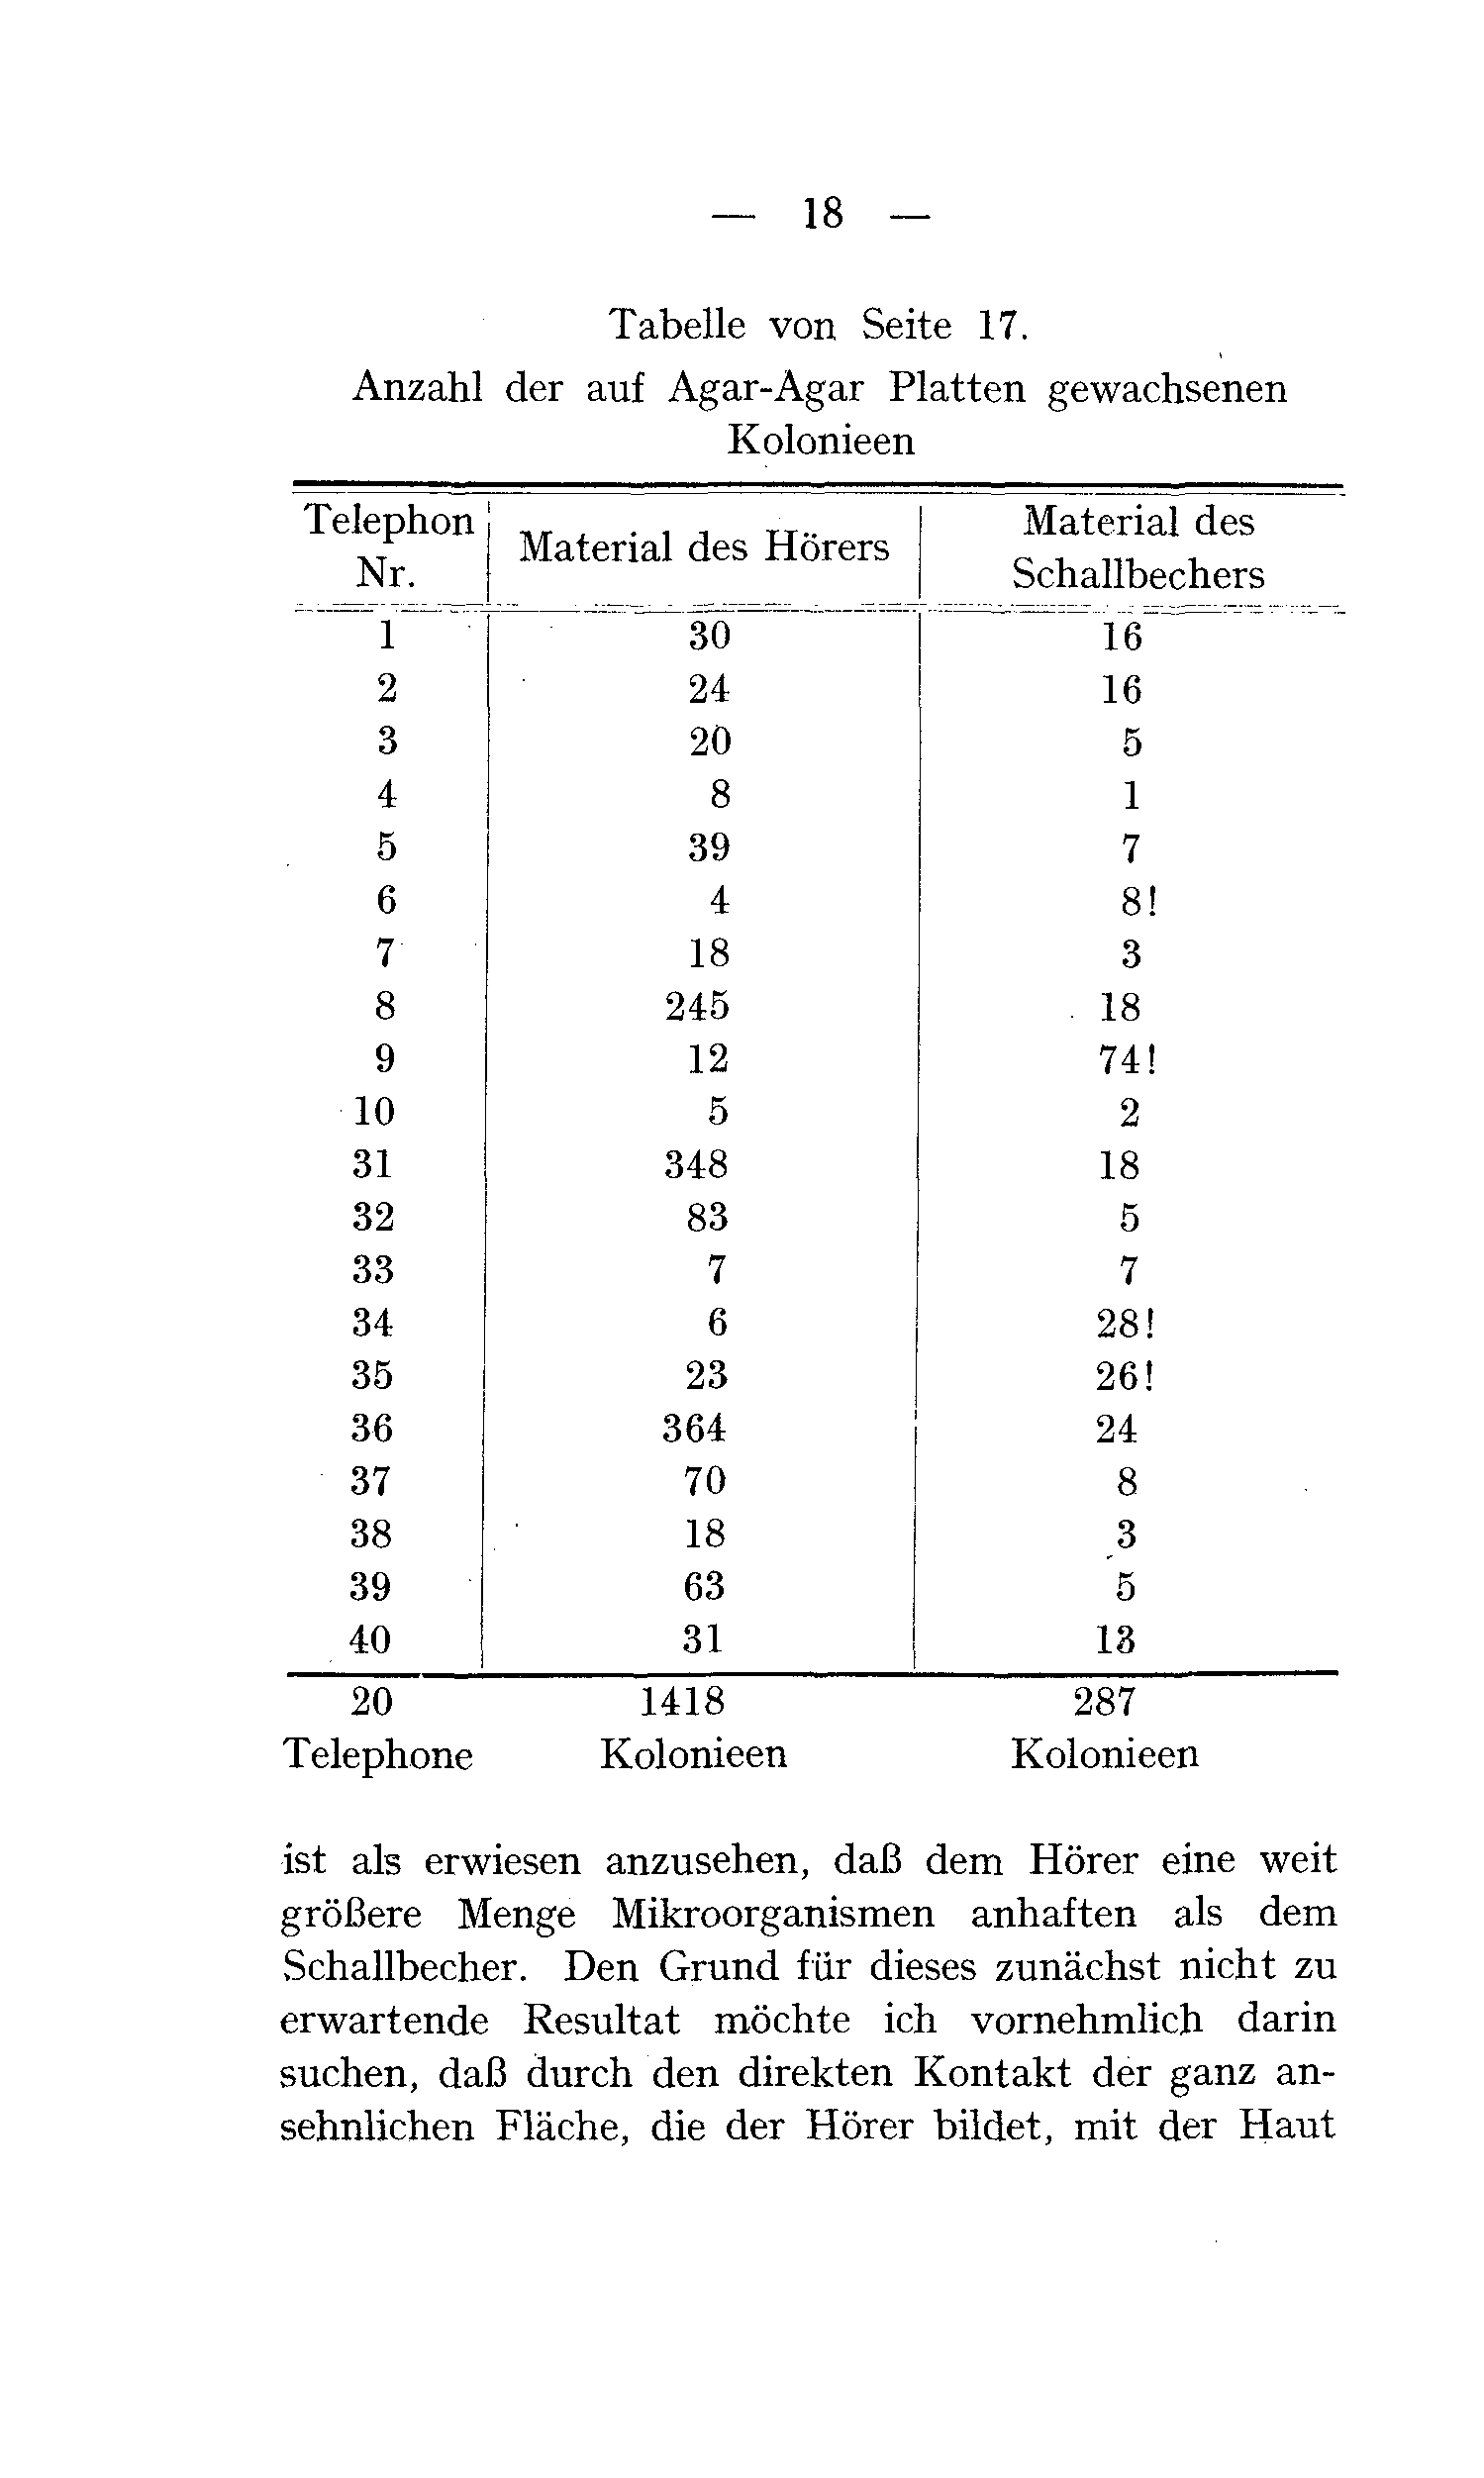 — 18 —
Tabelle von Seite 17.
Anzahl der auf Agar-Agar Platten gewachsenen
Kolonieen
Telephon Nr. | Material des Hörers | Material des Schallbechers
1 30 16
2 24 16
3 20 5
4 8 1
5 39 7
6 4 8!
7 18 3
8 245 18
9 12 74!
10 5 2
31 348 18
32 83 5
33 7 7
34 6 28!
35 23 26!
36 364 24
37 70 8
38 18 3
39 63 5
40 31 13
20 1418 287
Telephone Kolonieen Kolonieen
ist als erwiesen anzusehen, daß dem Hörer eine weit
größere Menge Mikroorganismen anhaften als dem
Schallbecher. Den Grund für dieses zunächst nicht zu
erwartende Resultat möchte ich vornehmlich darin
suchen, daß durch den direkten Kontakt der ganz an-
sehnlichen Fläche, die der Hörer bildet, mit der Haut